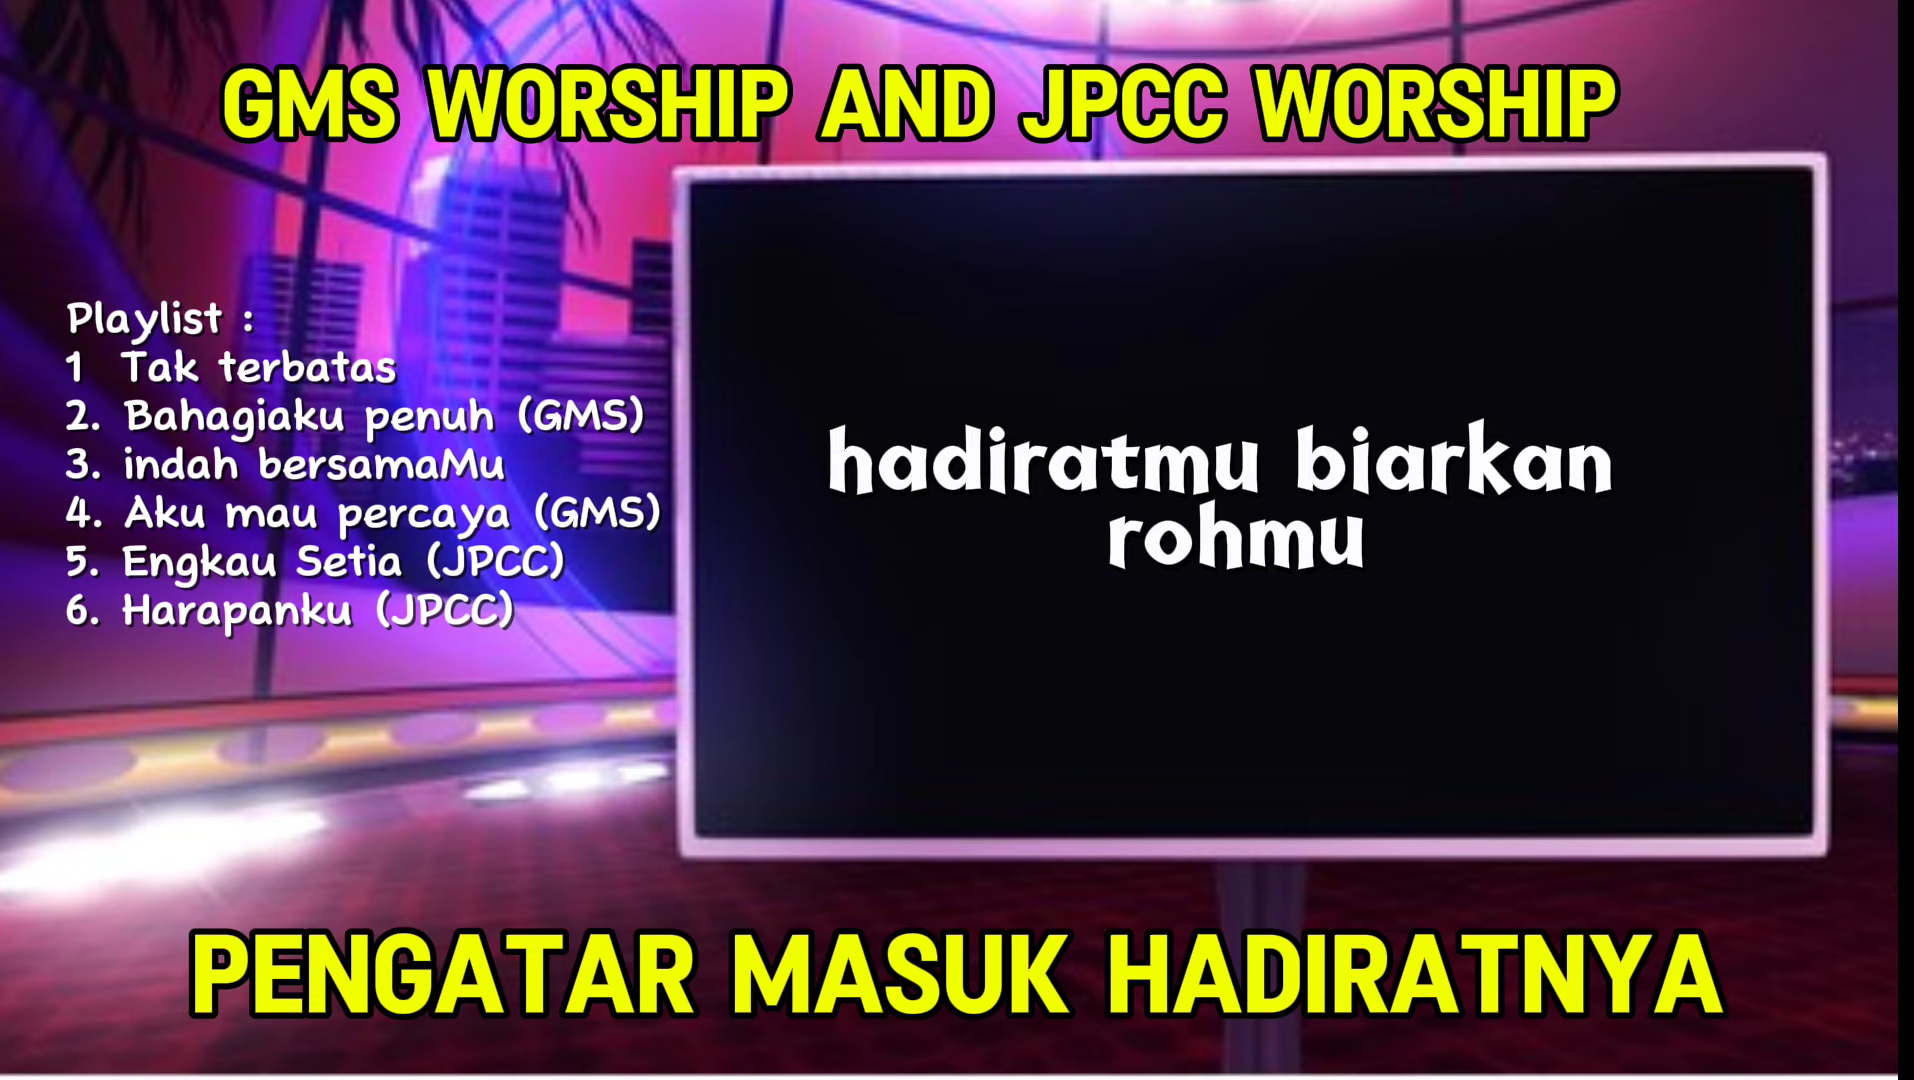 GMS WORSHIP AND JPCC WORSHIP
Playlist :
1 Tak terbatas
2. Bahagiaku penuh (GMS)
3. indah bersamaMu
4. Aku mau percaya (GMS)
5. Engkau Setia (JPCC)
6. Harapanku (JPCC)
hadiratmu biarkan
rohmu
PENGATAR MASUK HADIRATNYA